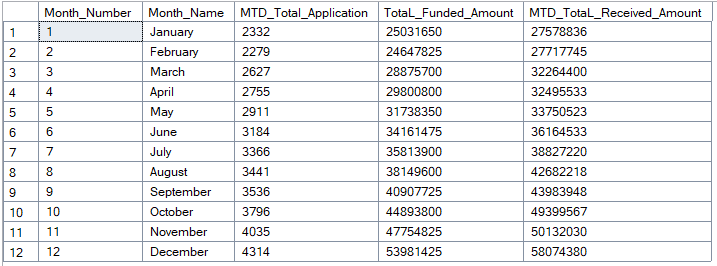 Month_Number Month_Name MTD_Total_Application TotaL_Funded_Amount MTD_TotaL_Received_Amount
1 1 January 2332 25031650 27578836
2 2 February 2279 24647825 27717745
3 3 March 2627 28875700 32264400
4 4 April 2755 29800800 32495533
5 5 May 2911 31738350 33750523
6 6 June 3184 34161475 36164533
7 7 July 3366 35813900 38827220
8 8 August 3441 38149600 42682218
9 9 September 3536 40907725 43983948
10 10 October 3796 44893800 49399567
11 11 November 4035 47754825 50132030
12 12 December 4314 53981425 58074380